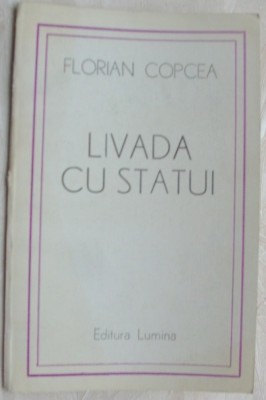 FLORIAN COPCEA
LIVADA
CU STATUI
Editura Lumina